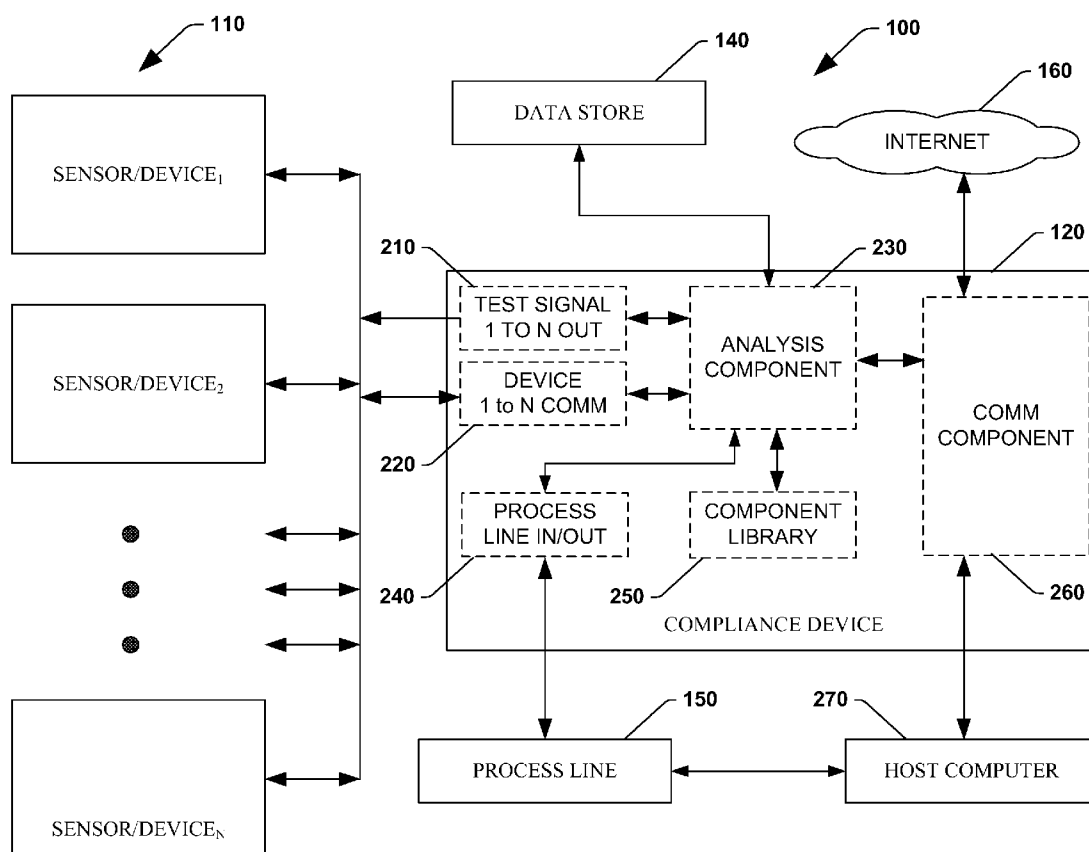 110
140
100
160
DATA STORE
INTERNET
SENSOR/DEVICE₁
210
230
120
TEST SIGNAL
1 TO N OUT
ANALYSIS
COMPONENT
SENSOR/DEVICE₂
DEVICE
1 to N COMM
COMM
COMPONENT
220
PROCESS
LINE IN/OUT
COMPONENT
LIBRARY
240
250
260
COMPLIANCE DEVICE
150
270
PROCESS LINE
HOST COMPUTER
SENSOR/DEVICE_N